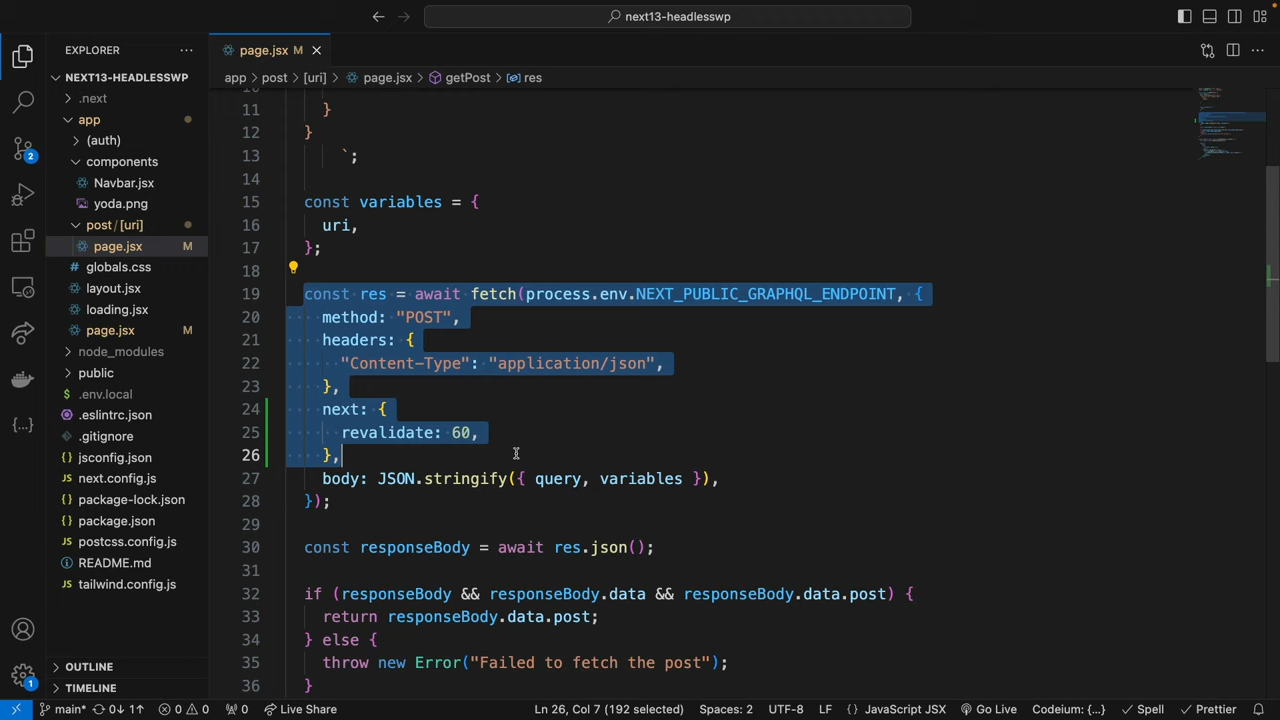 next13-headlesswp
EXPLORER
page.jsx M
NEXT13-HEADLESSWP
.next
app
(auth)
components
Navbar.jsx
yoda.png
post/[uri]
page.jsx M
globals.css
layout.jsx
loading.jsx
page.jsx M
node_modules
public
.env.local
.eslintrc.json
.gitignore
jsconfig.json
next.config.js
package-lock.json
package.json
postcss.config.js
README.md
tailwind.config.js
OUTLINE
TIMELINE
2
1
app > post > [uri] > page.jsx > getPost > res
11 }
12 }
13 `;
14
15 const variables = {
16 uri,
17 };
18
19 const res = await fetch(process.env.NEXT_PUBLIC_GRAPHQL_ENDPOINT, {
20 method: "POST",
21 headers: {
22 "Content-Type": "application/json",
23 },
24 next: {
25 revalidate: 60,
26 },
27 body: JSON.stringify({ query, variables }),
28 });
29
30 const responseBody = await res.json();
31
32 if (responseBody && responseBody.data && responseBody.data.post) {
33 return responseBody.data.post;
34 } else {
35 throw new Error("Failed to fetch the post");
36 }
main* 0↓ 1↑ 0 0 0 Live Share Ln 26, Col 7 (192 selected) Spaces: 2 UTF-8 LF {} JavaScript JSX Go Live Codeium: {...} Spell Prettier